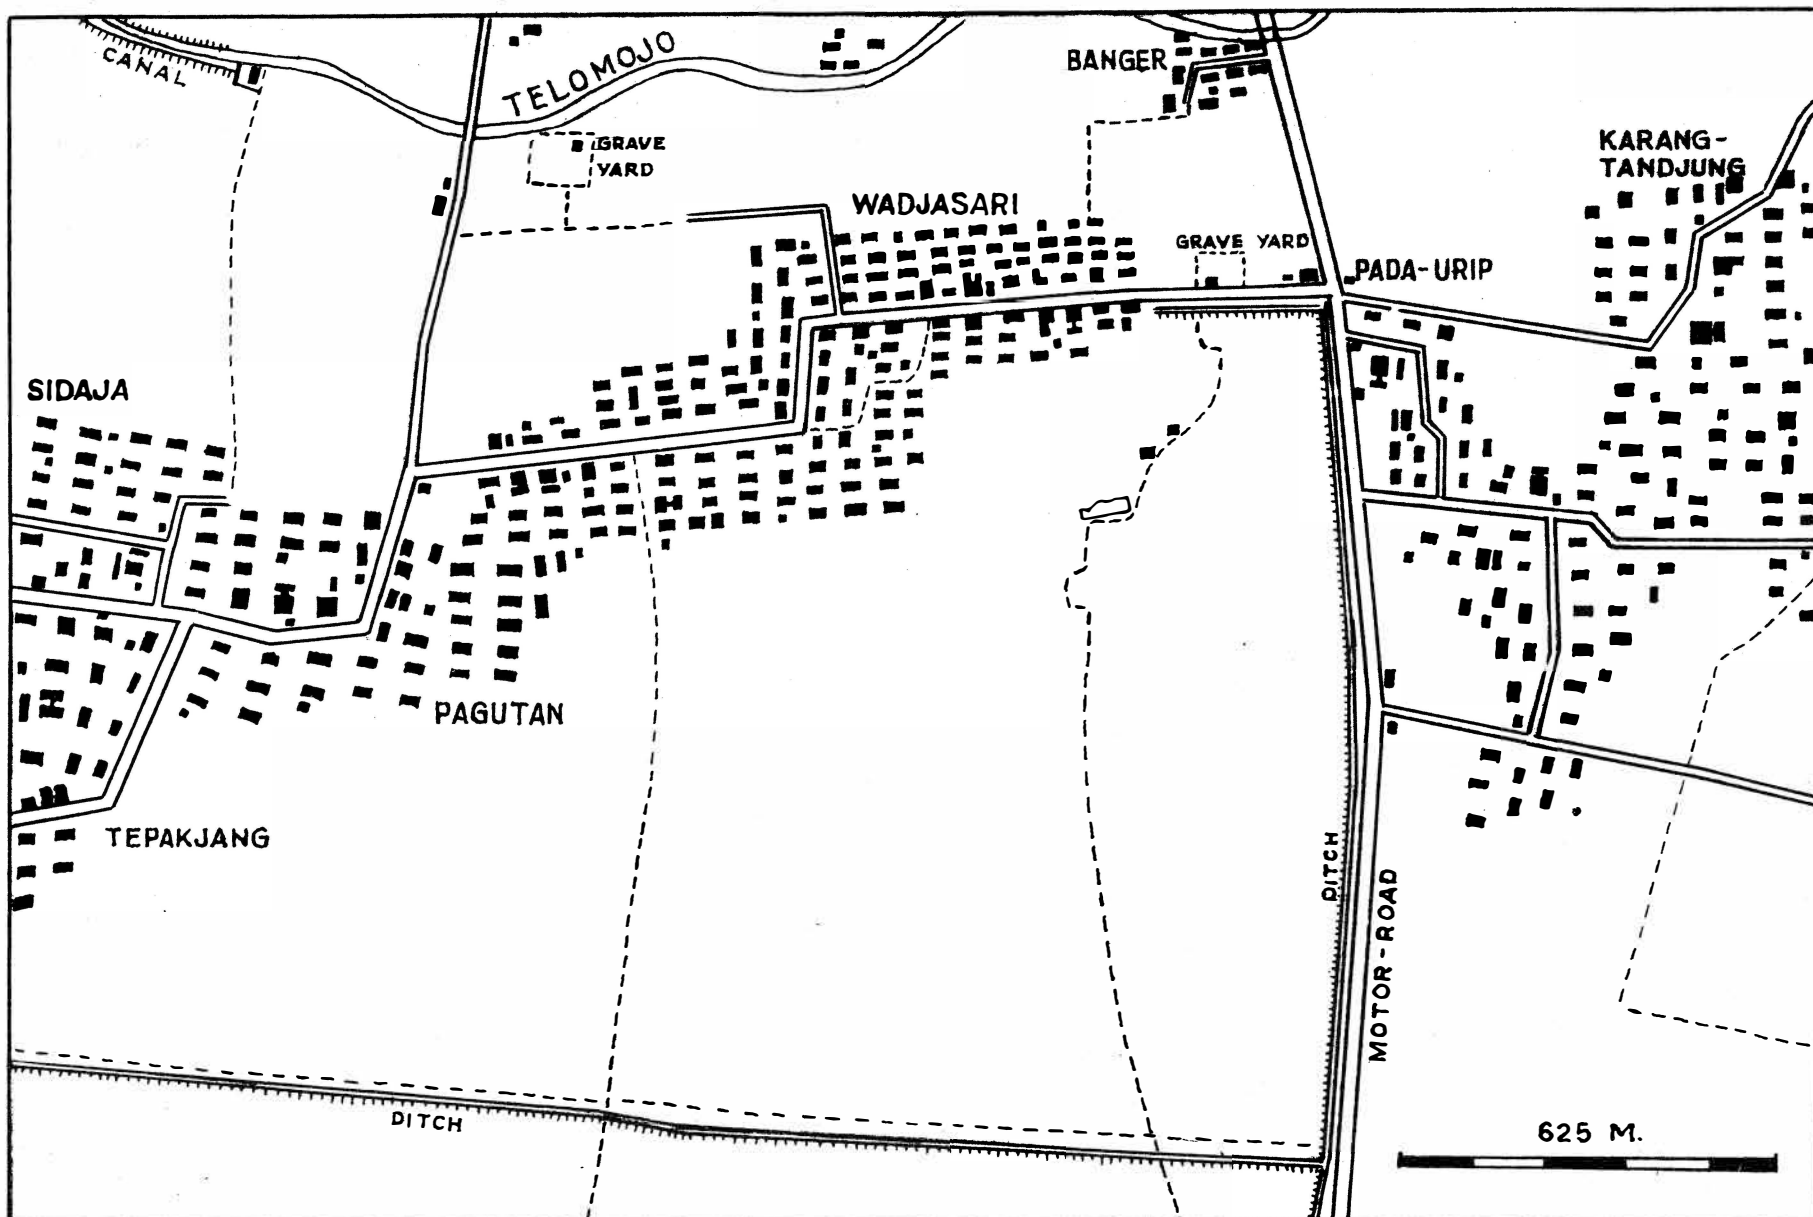 CANAL
TELOMOJO
BANGER
GRAVE
YARD
KARANG-
TANDJUNG
WADJASARI
GRAVE YARD
PADA-URIP
SIDAJA
PAGUTAN
TEPAKJANG
DITCH
MOTOR-ROAD
DITCH
625 M.